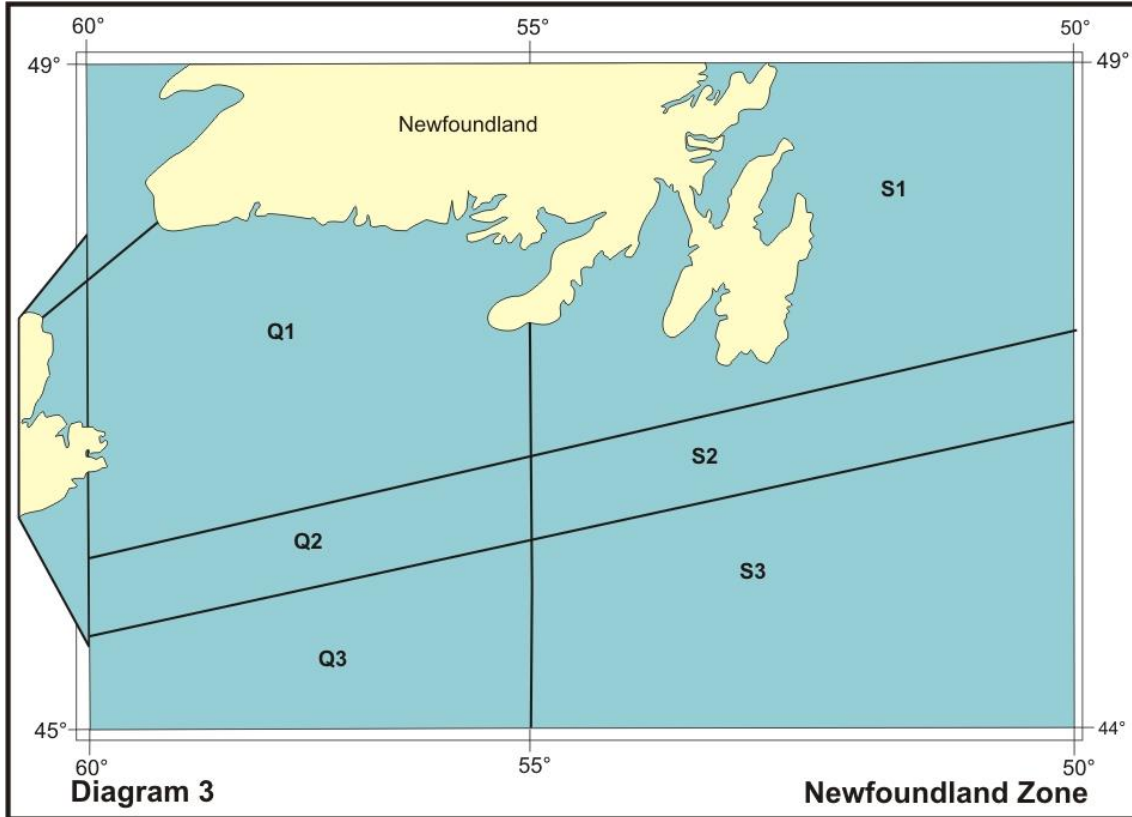 60° 55° 50°
49° 49°
Newfoundland
S1
Q1
S2
Q2
S3
Q3
45° 44°
60° 55° 50°
Diagram 3 Newfoundland Zone